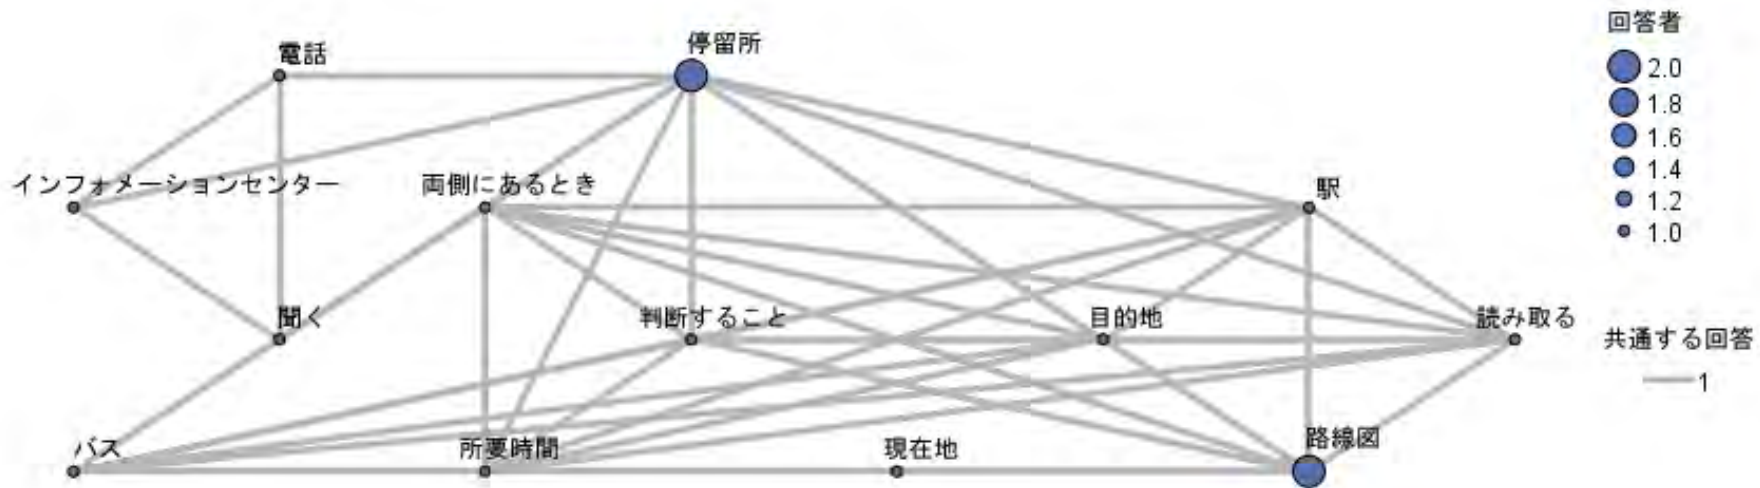 電話
停留所
インフォメーションセンター
両側にあるとき
駅
聞く
判断すること
目的地
読み取る
バス
所要時間
現在地
路線図
回答者
2.0
1.8
1.6
1.4
1.2
1.0
共通する回答
1